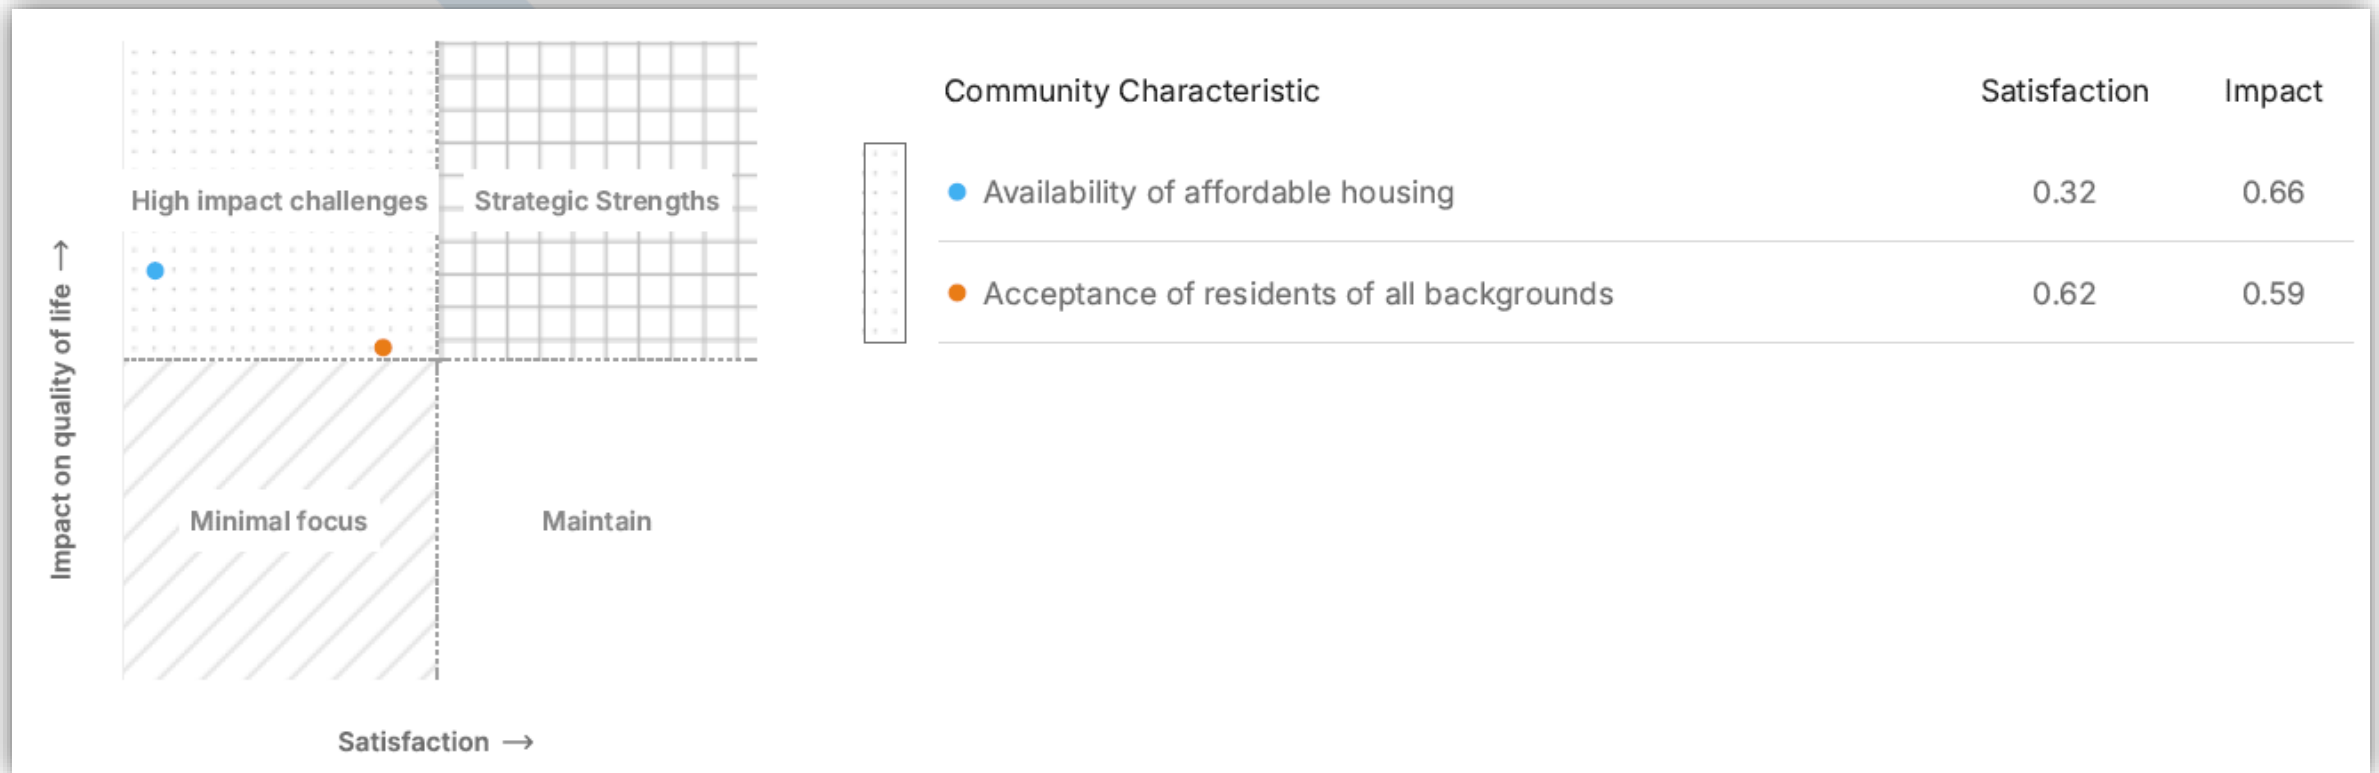 High impact challenges
Strategic Strengths
Minimal focus
Maintain
Impact on quality of life →
Satisfaction →
Community Characteristic Satisfaction Impact
Availability of affordable housing 0.32 0.66
Acceptance of residents of all backgrounds 0.62 0.59